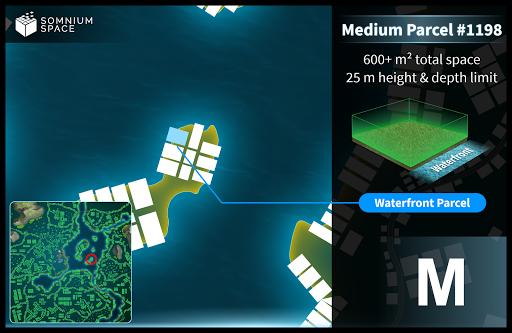 SOMNIUM
SPACE
Medium Parcel #1198
600+ m² total space
25 m height & depth limit
Waterfront
Waterfront Parcel
M